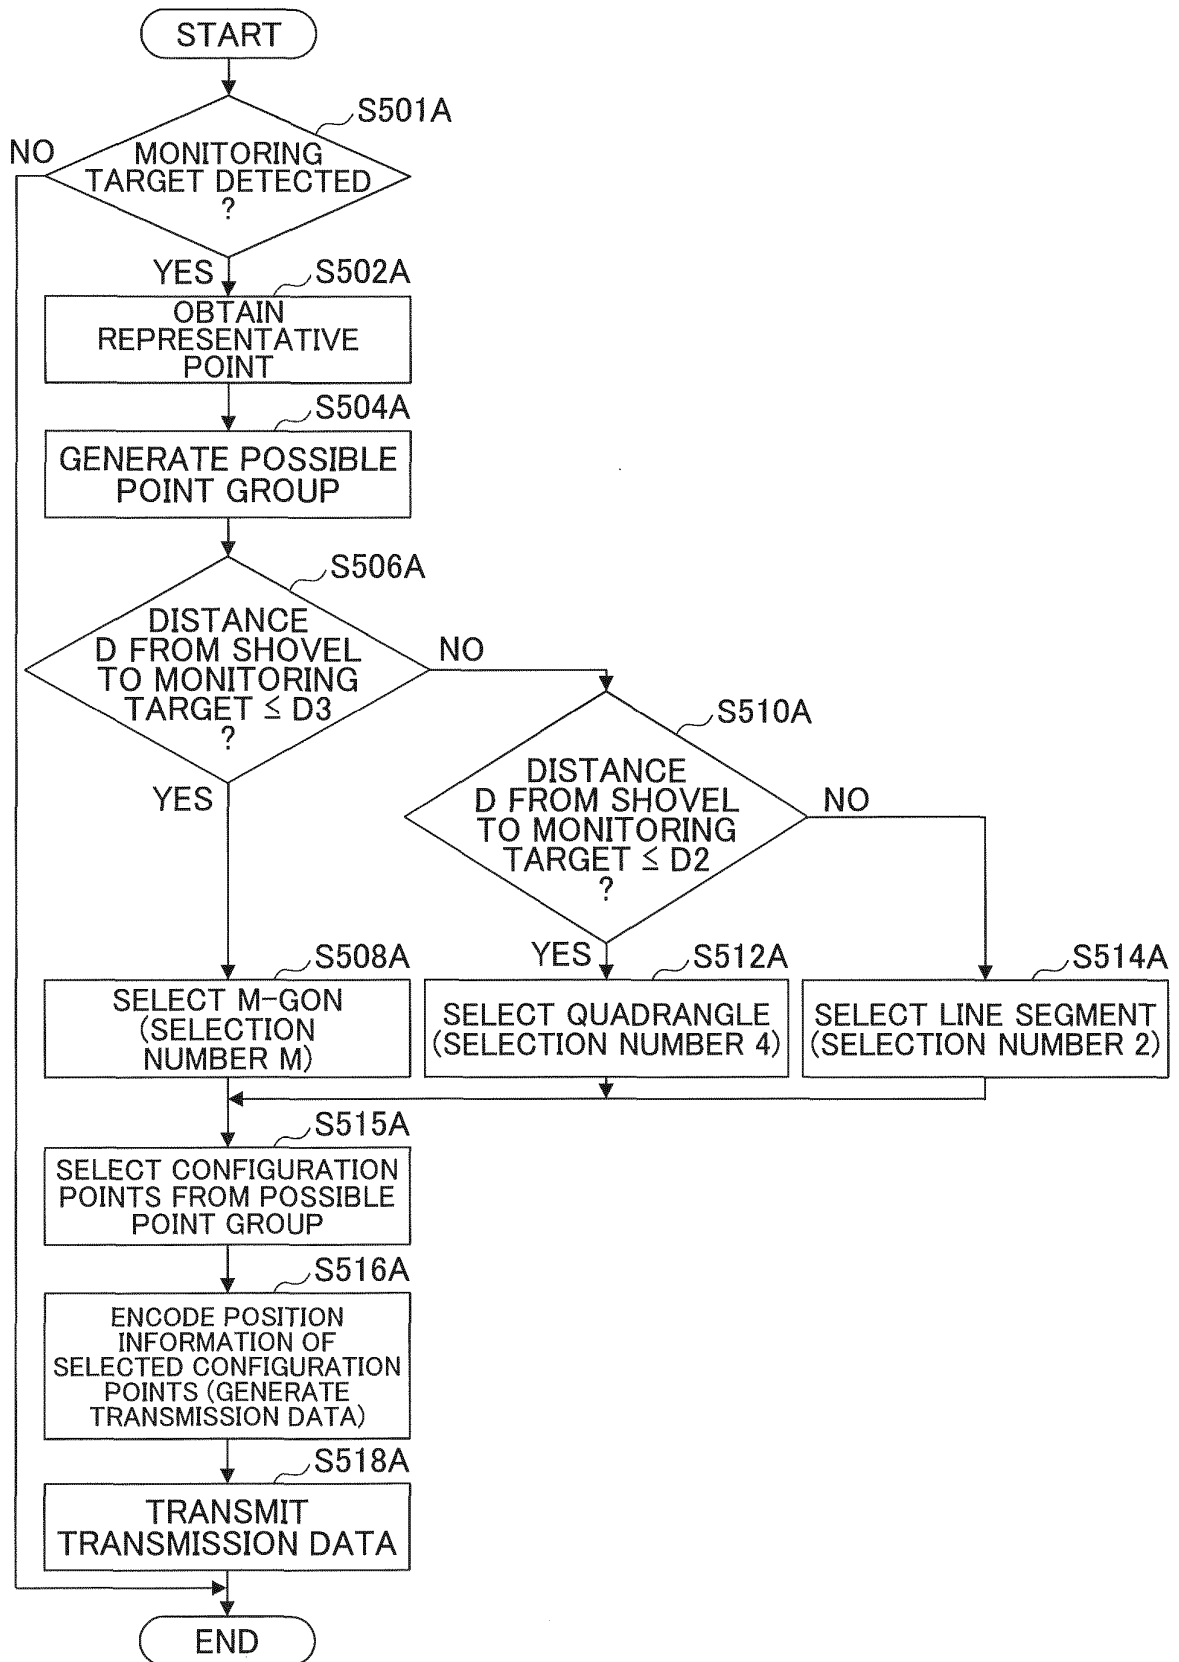 START
S501A
NO
MONITORING
TARGET DETECTED
?
YES
S502A
OBTAIN
REPRESENTATIVE
POINT
S504A
GENERATE POSSIBLE
POINT GROUP
S506A
DISTANCE
D FROM SHOVEL
TO MONITORING
TARGET ≤ D3
?
NO
YES
S510A
DISTANCE
D FROM SHOVEL
TO MONITORING
TARGET ≤ D2
?
NO
YES
S508A
SELECT M-GON
(SELECTION
NUMBER M)
S512A
SELECT QUADRANGLE
(SELECTION NUMBER 4)
S514A
SELECT LINE SEGMENT
(SELECTION NUMBER 2)
S515A
SELECT CONFIGURATION
POINTS FROM POSSIBLE
POINT GROUP
S516A
ENCODE POSITION
INFORMATION OF
SELECTED CONFIGURATION
POINTS (GENERATE
TRANSMISSION DATA)
S518A
TRANSMIT
TRANSMISSION DATA
END